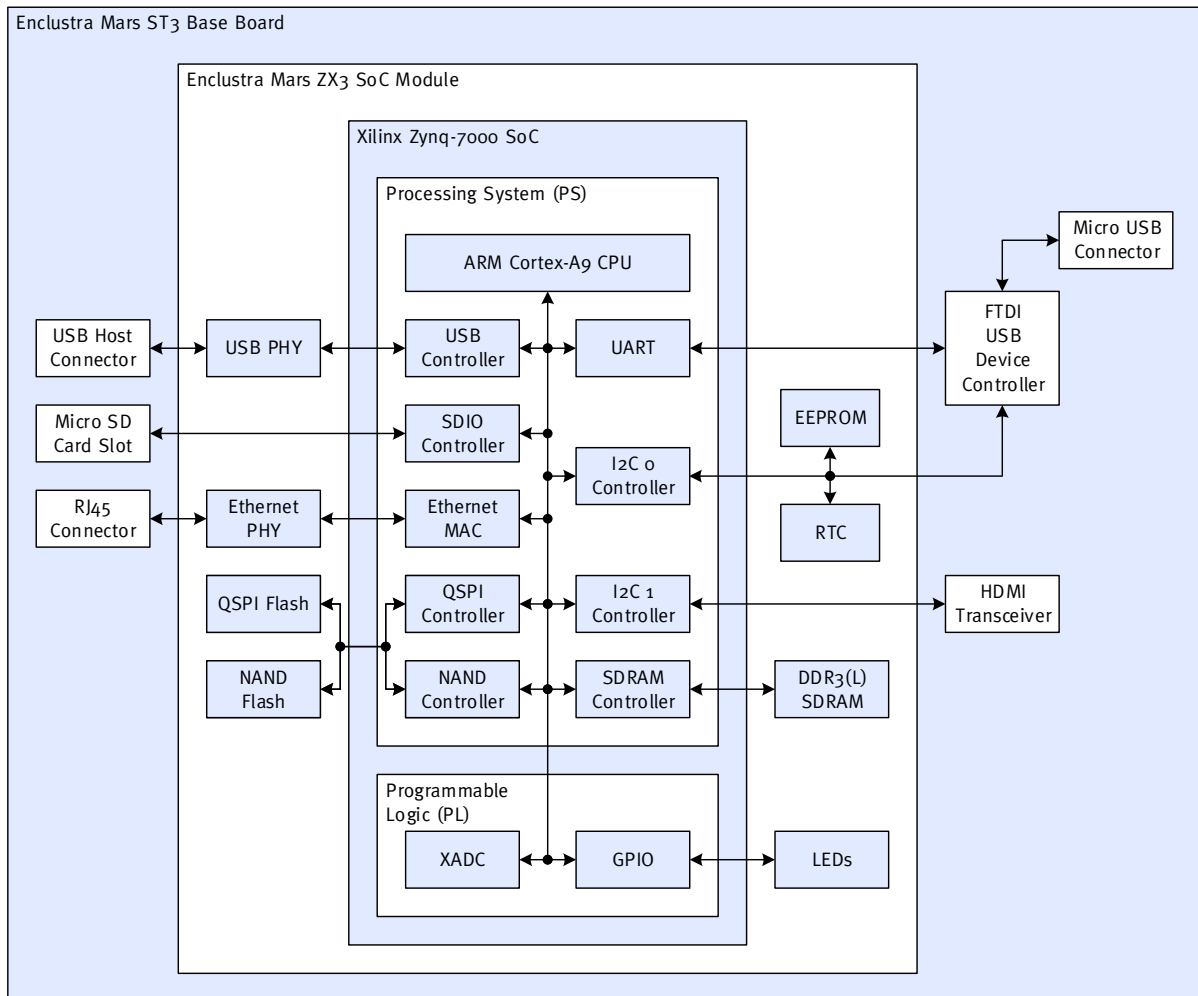 Enclustra Mars ST3 Base Board
Enclustra Mars ZX3 SoC Module
Xilinx Zynq-7000 SoC
Processing System (PS)
ARM Cortex-A9 CPU
Micro USB
Connector
USB Host
Connector
USB PHY
USB
Controller
UART
FTDI
USB
Device
Controller
Micro SD
Card Slot
SDIO
Controller
EEPROM
I2C 0
Controller
RJ45
Connector
Ethernet
PHY
Ethernet
MAC
RTC
QSPI Flash
QSPI
Controller
I2C 1
Controller
HDMI
Transceiver
NAND
Flash
NAND
Controller
SDRAM
Controller
DDR3(L)
SDRAM
Programmable
Logic (PL)
XADC
GPIO
LEDs